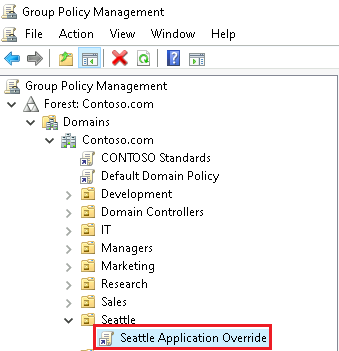 Group Policy Management
File Action View Window Help
Group Policy Management
Forest: Contoso.com
Domains
Contoso.com
CONTOSO Standards
Default Domain Policy
Development
Domain Controllers
IT
Managers
Marketing
Research
Sales
Seattle
Seattle Application Override